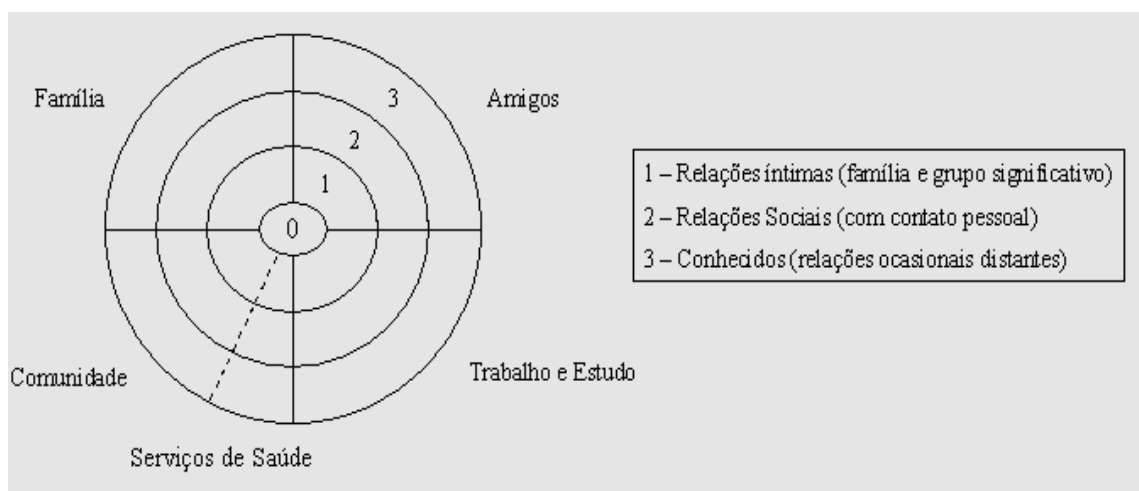 Família
Amigos
3
2
1
0
1 – Relações íntimas (família e grupo significativo)
2 – Relações Sociais (com contato pessoal)
3 – Conhecidos (relações ocasionais distantes)
Comunidade
Trabalho e Estudo
Serviços de Saúde